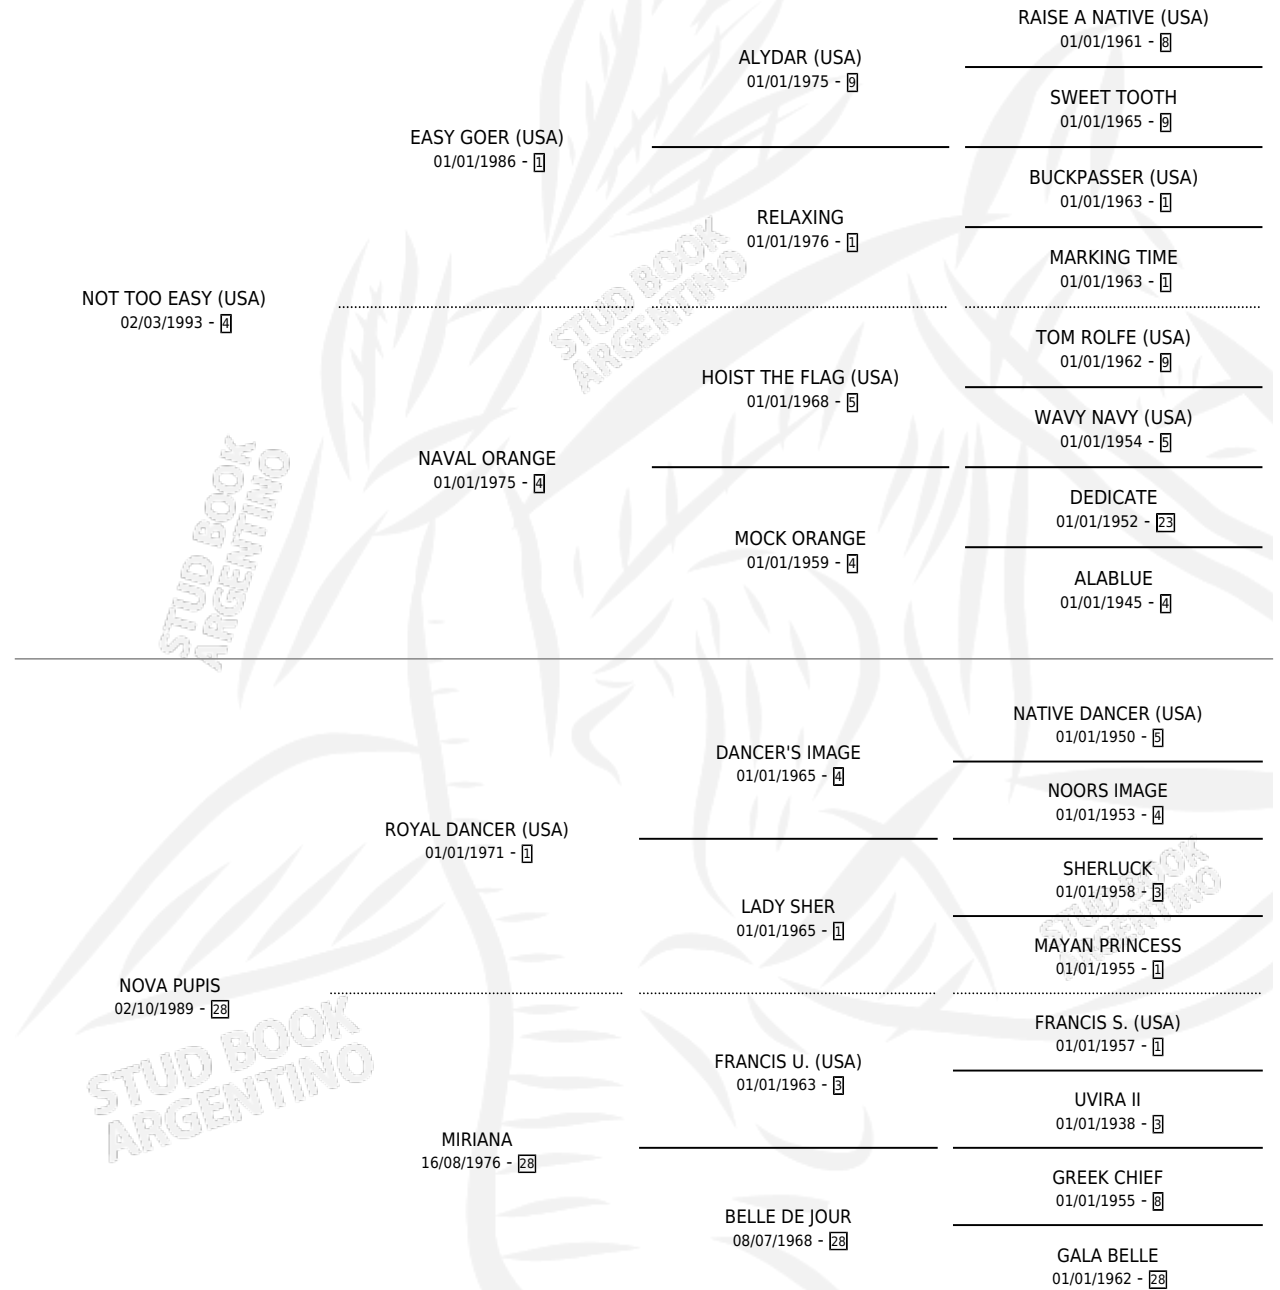 RAISE A NATIVE (USA)
01/01/1961 - 8
ALYDAR (USA)
01/01/1975 - 9
SWEET TOOTH
01/01/1965 - 9
EASY GOER (USA)
01/01/1986 - 1
BUCKPASSER (USA)
01/01/1963 - 1
RELAXING
01/01/1976 - 1
MARKING TIME
01/01/1963 - 1
NOT TOO EASY (USA)
02/03/1993 - 4
TOM ROLFE (USA)
01/01/1962 - 9
HOIST THE FLAG (USA)
01/01/1968 - 5
WAVY NAVY (USA)
01/01/1954 - 5
NAVAL ORANGE
01/01/1975 - 4
DEDICATE
01/01/1952 - 23
MOCK ORANGE
01/01/1959 - 4
ALABLUE
01/01/1945 - 4
NATIVE DANCER (USA)
01/01/1950 - 5
DANCER'S IMAGE
01/01/1965 - 4
NOORS IMAGE
01/01/1953 - 4
ROYAL DANCER (USA)
01/01/1971 - 1
SHERLUCK
01/01/1958 - 3
LADY SHER
01/01/1965 - 1
MAYAN PRINCESS
01/01/1955 - 1
NOVA PUPIS
02/10/1989 - 28
FRANCIS S. (USA)
01/01/1957 - 1
FRANCIS U. (USA)
01/01/1963 - 3
UVIRA II
01/01/1938 - 3
MIRIANA
16/08/1976 - 28
GREEK CHIEF
01/01/1955 - 8
BELLE DE JOUR
08/07/1968 - 28
GALA BELLE
01/01/1962 - 28
STUD BOOK
ARGENTINO
STUD BOOK
ARGENTINO
STUD BOOK
ARGENTINO
STUD BOOK
ARGENTINO